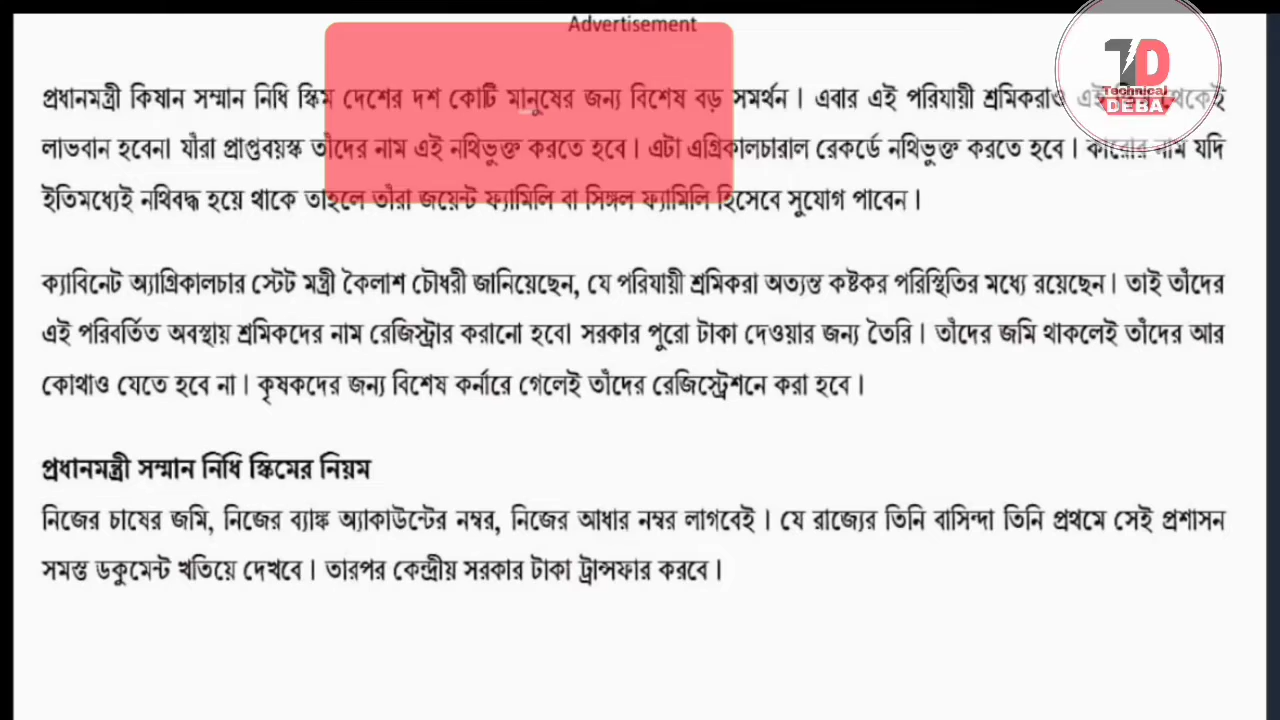 Advertisement
প্রধানমন্ত্রী কিষান সম্মান নিধি স্কিম দেশের দশ কোটি মানুষের জন্য বিশেষ বড় সমর্থন। এবার এই পরিযায়ী শ্রমিকরাও এই
লাভবান হবেন৷ যাঁরা প্রাপ্তবয়স্ক তাঁদের নাম এই নথিভুক্ত করতে হবে। এটা এগ্রিকালচারাল রেকর্ডে নথিভুক্ত করতে হবে। কারোর নাম যদি
ইতিমধ্যেই নথিবদ্ধ হয়ে থাকে তাহলে তাঁরা জয়েন্ট ফ্যামিলি বা সিঙ্গল ফ্যামিলি হিসেবে সুযোগ পাবেন।
ক্যাবিনেট অ্যাগ্রিকালচার স্টেট মন্ত্রী কৈলাশ চৌধরী জানিয়েছেন, যে পরিযায়ী শ্রমিকরা অত্যন্ত কষ্টকর পরিস্থিতির মধ্যে রয়েছেন। তাই তাঁদের
এই পরিবর্তিত অবস্থায় শ্রমিকদের নাম রেজিস্ট্রার করানো হবে৷ সরকার পুরো টাকা দেওয়ার জন্য তৈরি। তাঁদের জমি থাকলেই তাঁদের আর
কোথাও যেতে হবে না। কৃষকদের জন্য বিশেষ কর্নারে গেলেই তাঁদের রেজিস্ট্রেশনে করা হবে।
প্রধানমন্ত্রী সম্মান নিধি স্কিমের নিয়ম
নিজের চাষের জমি, নিজের ব্যাঙ্ক অ্যাকাউন্টের নম্বর, নিজের আধার নম্বর লাগবেই। যে রাজ্যের তিনি বাসিন্দা তিনি প্রথমে সেই প্রশাসন
সমস্ত ডকুমেন্ট খতিয়ে দেখবে। তারপর কেন্দ্রীয় সরকার টাকা ট্রান্সফার করবে।
TD
Technical
DEBA